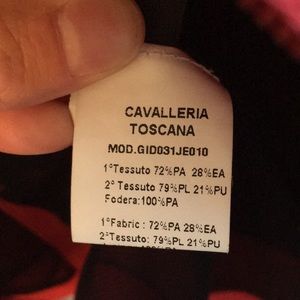 CAVALLERIA
TOSCANA
MOD.GID031JE010
1°Tessuto 72%PA 28%EA
2° Tessuto 79%PL 21%PU
Fodera:100%PA
1°Fabric : 72%PA 28%EA
2°Tessuto: 79%PL 21%PU